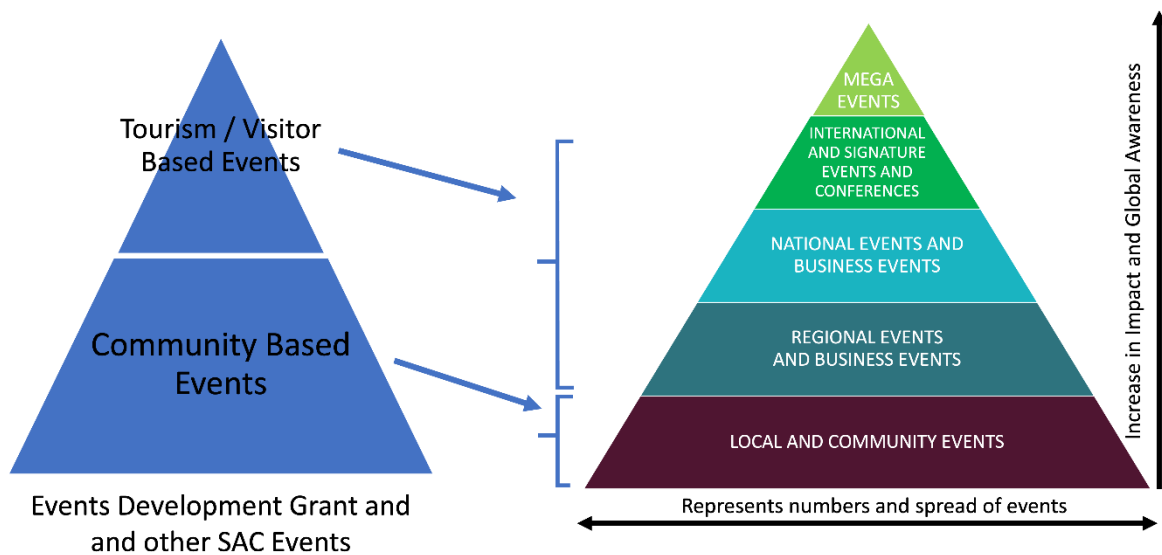 Tourism / Visitor
Based Events
Community Based
Events
Events Development Grant and
and other SAC Events
MEGA
EVENTS
INTERNATIONAL
AND SIGNATURE
EVENTS AND
CONFERENCES
NATIONAL EVENTS AND
BUSINESS EVENTS
REGIONAL EVENTS
AND BUSINESS EVENTS
LOCAL AND COMMUNITY EVENTS
Represents numbers and spread of events
Increase in Impact and Global Awareness